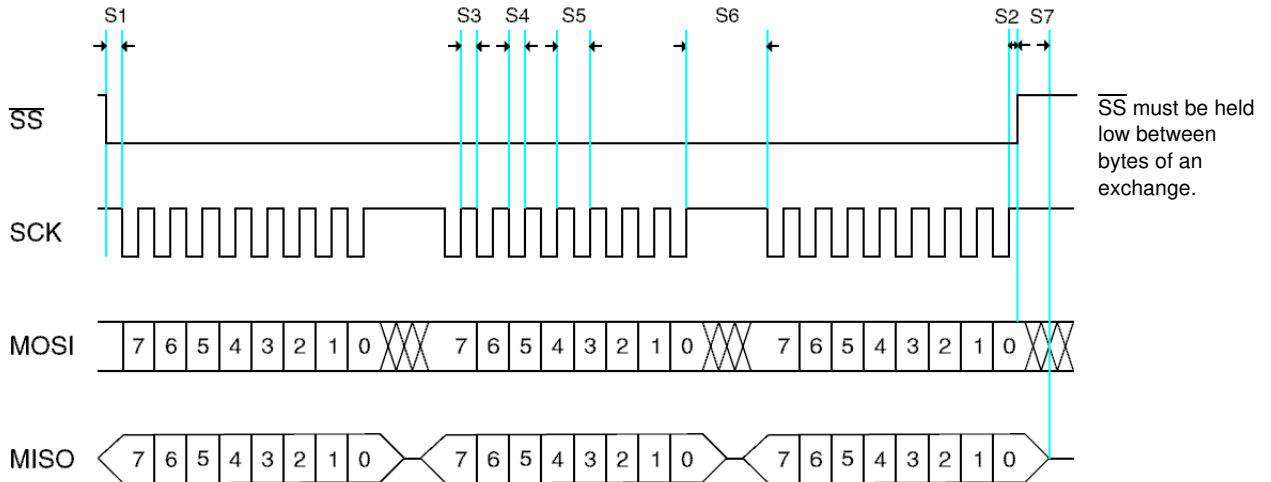 S1 S3 S4 S5 S6 S2 S7
S̅S̅
S̅S̅ must be held
low between
bytes of an
exchange.
SCK
MOSI 7 6 5 4 3 2 1 0 7 6 5 4 3 2 1 0 7 6 5 4 3 2 1 0
MISO 7 6 5 4 3 2 1 0 7 6 5 4 3 2 1 0 7 6 5 4 3 2 1 0